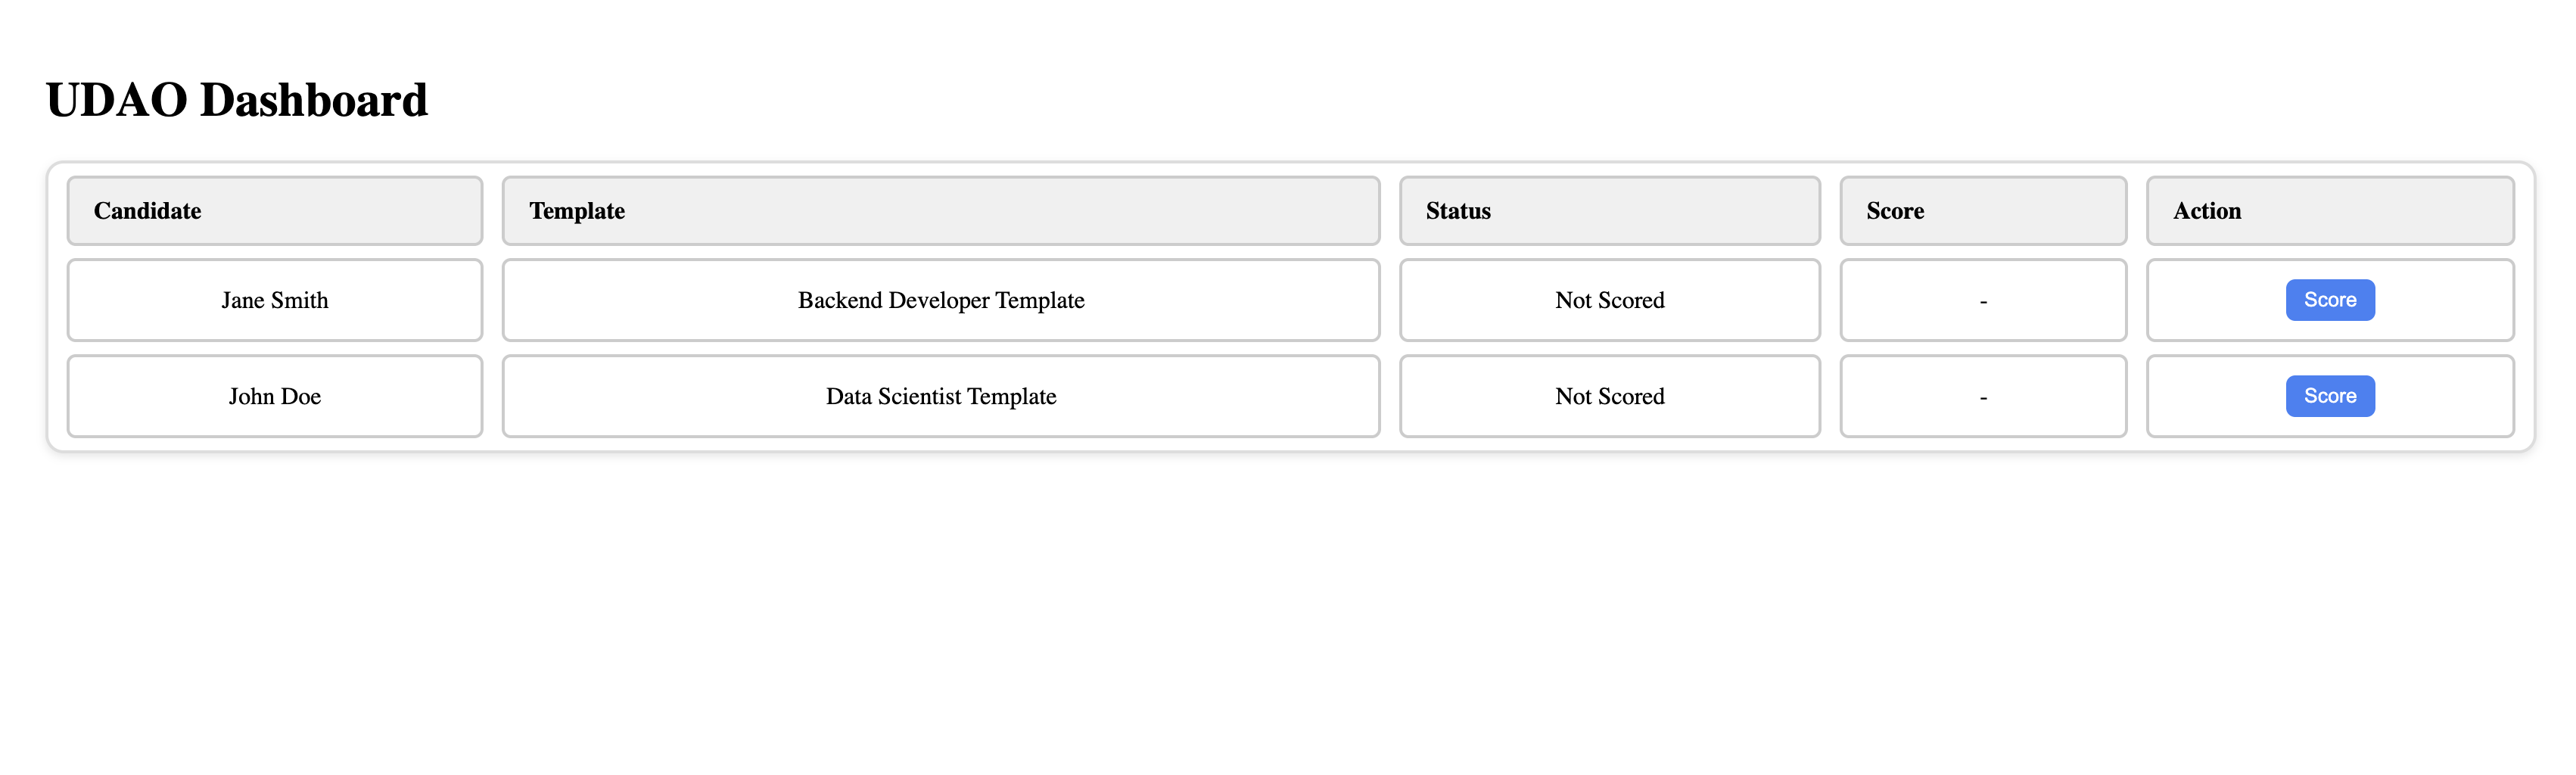 UDAO Dashboard
Candidate Template Status Score Action
Jane Smith Backend Developer Template Not Scored - Score
John Doe Data Scientist Template Not Scored - Score